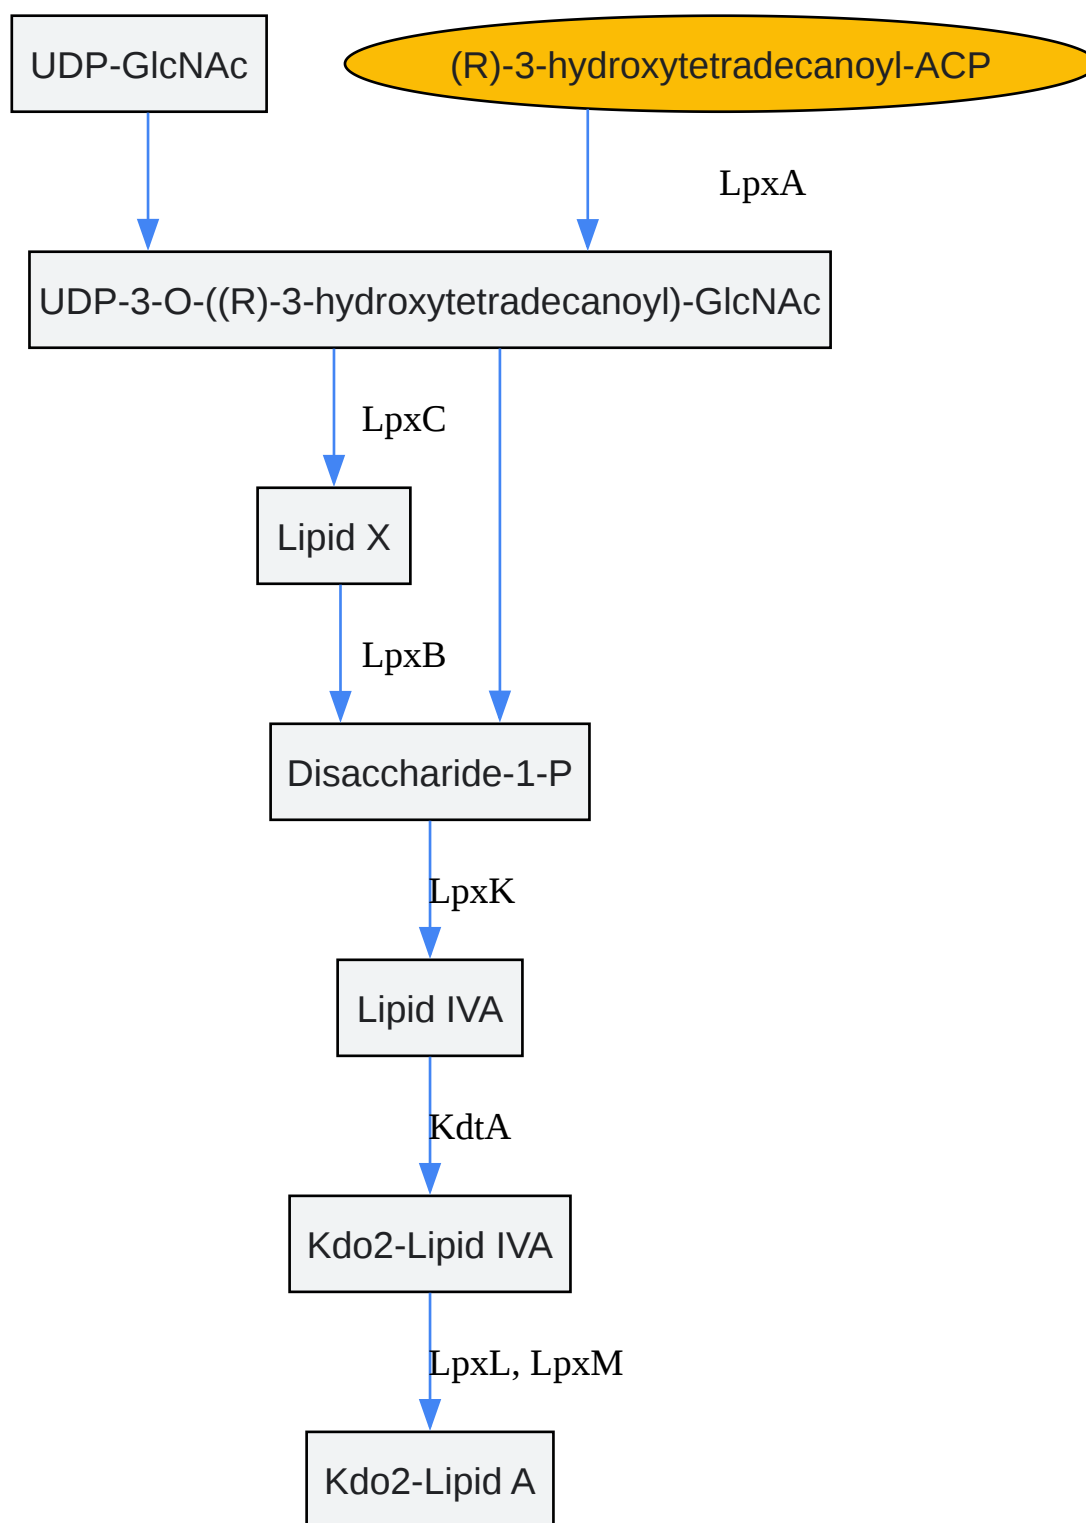 UDP-GlcNAc
(R)-3-hydroxytetradecanoyl-ACP
LpxA
UDP-3-O-((R)-3-hydroxytetradecanoyl)-GlcNAc
LpxC
Lipid X
LpxB
Disaccharide-1-P
LpxK
Lipid IVA
KdtA
Kdo2-Lipid IVA
LpxL, LpxM
Kdo2-Lipid A